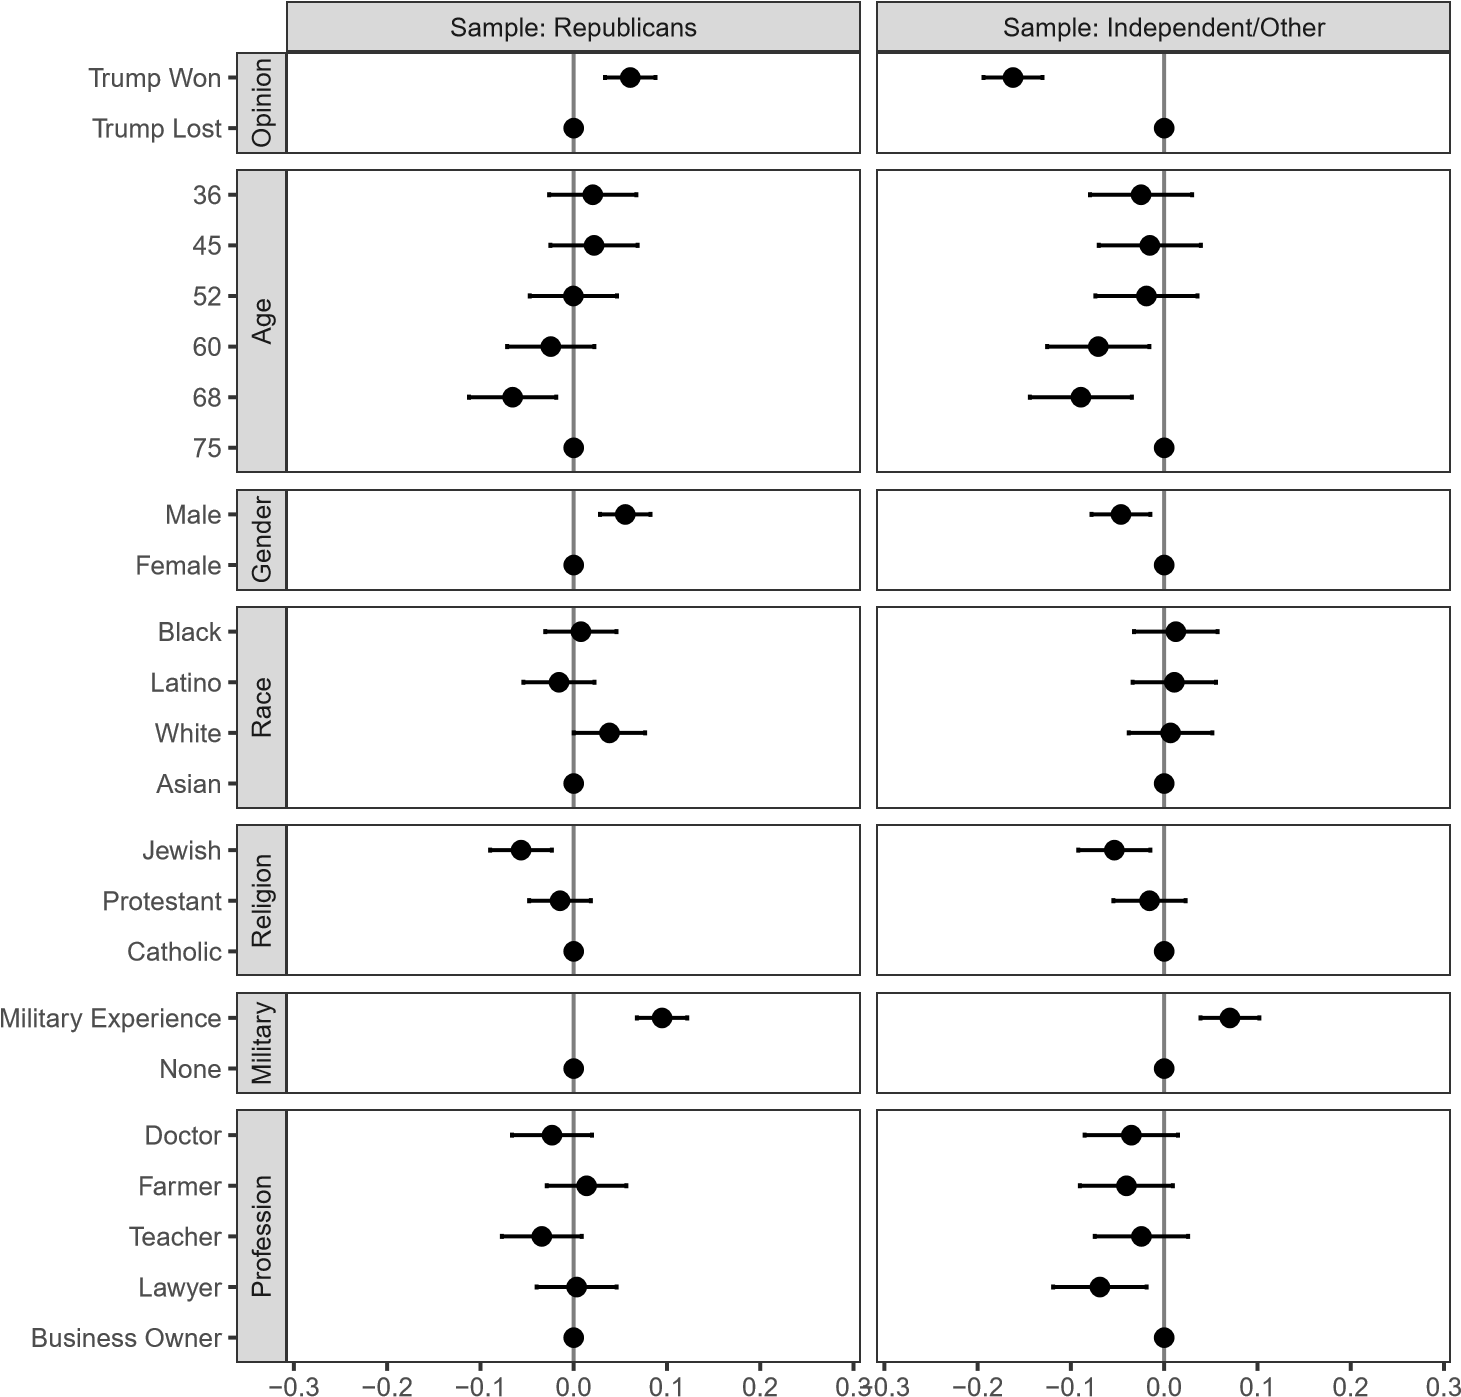 Sample: Republicans
Sample: Independent/Other
Opinion
Trump Won
Trump Lost
Age
36
45
52
60
68
75
Gender
Male
Female
Race
Black
Latino
White
Asian
Religion
Jewish
Protestant
Catholic
Military
Military Experience
None
Profession
Doctor
Farmer
Teacher
Lawyer
Business Owner
−0.3 −0.2 −0.1 0.0 0.1 0.2 0.3
−0.3 −0.2 −0.1 0.0 0.1 0.2 0.3